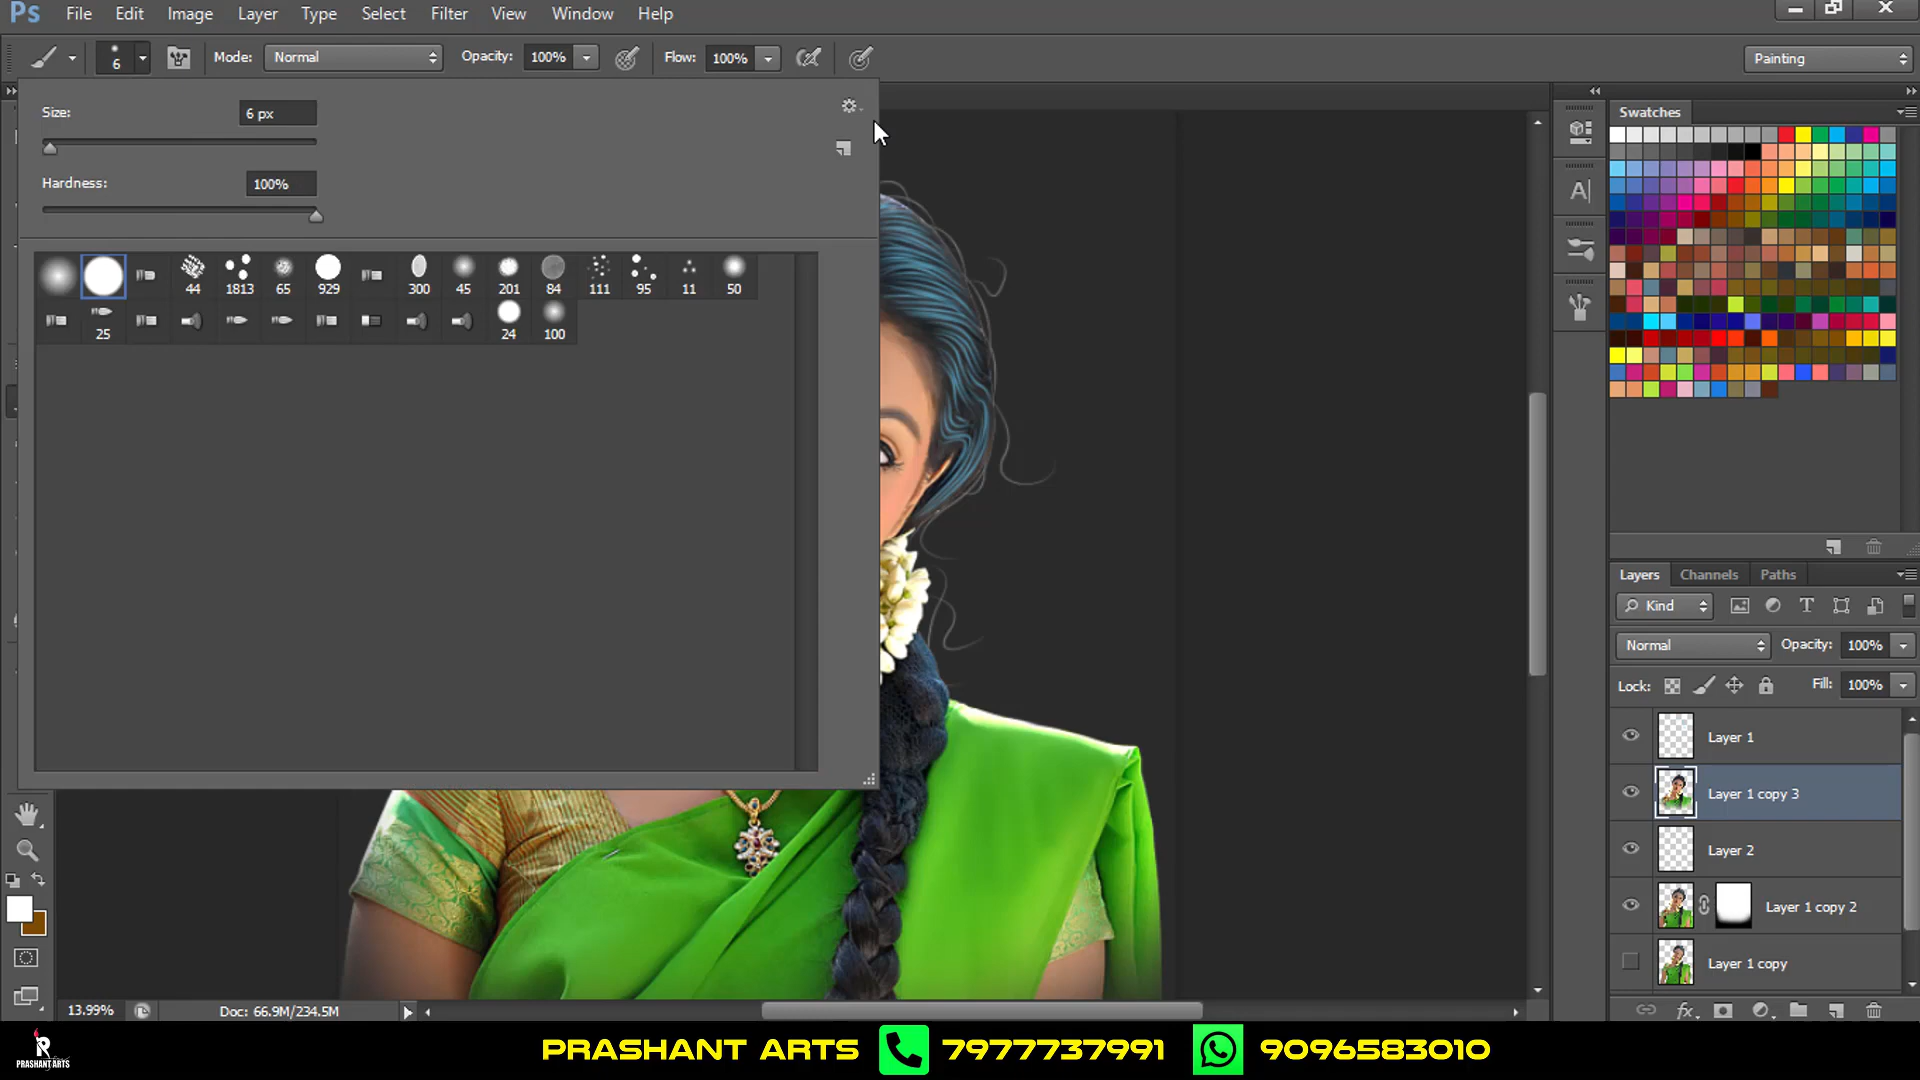 Ps File Edit Image Layer Type Select Filter View Window Help
6 Mode: Normal Opacity: 100% Flow: 100% Painting
Size: 6 px
Hardness: 100%
44 1813 65 929 300 45 201 84 111 95 11 50
25 24 100
Swatches
A
Layers Channels Paths
Kind T
Normal Opacity: 100%
Lock: Fill: 100%
Layer 1
Layer 1 copy 3
Layer 2
Layer 1 copy 2
Layer 1 copy
fx
13.99% Doc: 66.9M/234.5M
PRASHANT ARTS
PRASHANT ARTS 7977737991 9096583010